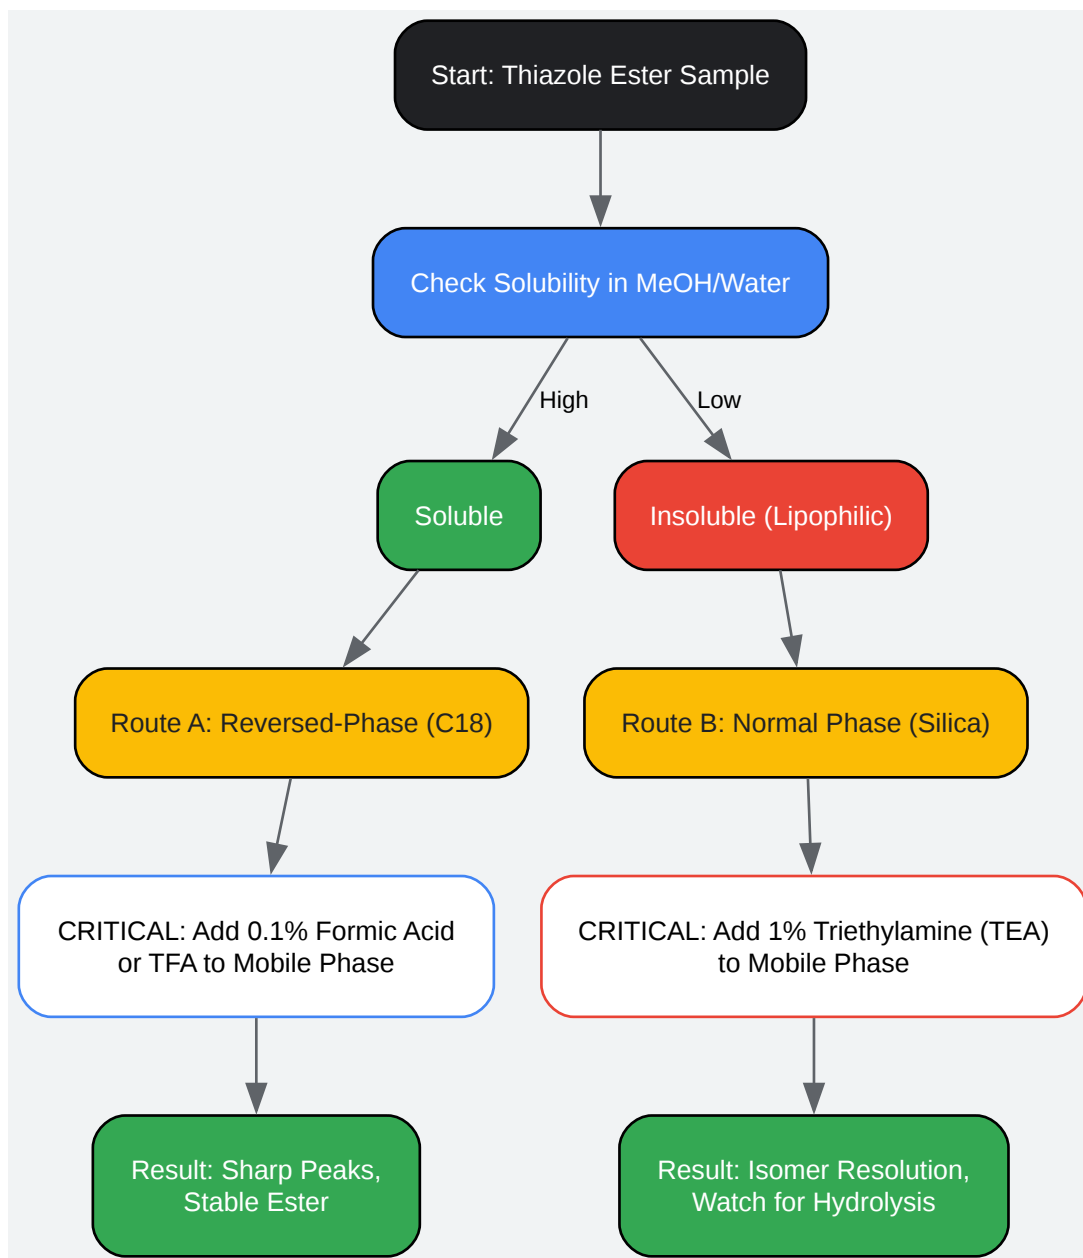 Start: Thiazole Ester Sample
Check Solubility in MeOH/Water
High
Low
Soluble
Insoluble (Lipophilic)
Route A: Reversed-Phase (C18)
Route B: Normal Phase (Silica)
CRITICAL: Add 0.1% Formic Acid
or TFA to Mobile Phase
CRITICAL: Add 1% Triethylamine (TEA)
to Mobile Phase
Result: Sharp Peaks,
Stable Ester
Result: Isomer Resolution,
Watch for Hydrolysis